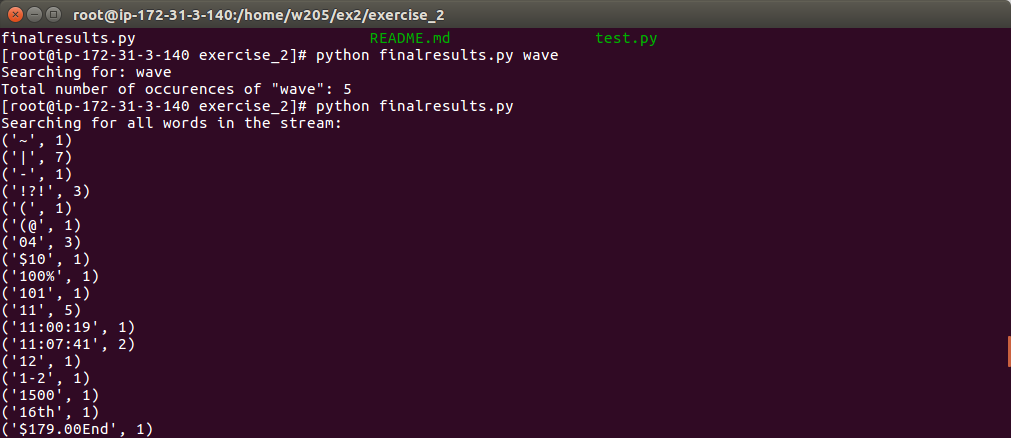 root@ip-172-31-3-140:/home/w205/ex2/exercise_2
finalresults.py README.md test.py
[root@ip-172-31-3-140 exercise_2]# python finalresults.py wave
Searching for: wave
Total number of occurences of "wave": 5
[root@ip-172-31-3-140 exercise_2]# python finalresults.py
Searching for all words in the stream:
('~', 1)
('|', 7)
('-', 1)
('!?!', 3)
('(', 1)
('(@', 1)
('04', 3)
('$10', 1)
('100%', 1)
('101', 1)
('11', 5)
('11:00:19', 1)
('11:07:41', 2)
('12', 1)
('1-2', 1)
('1500', 1)
('16th', 1)
('$179.00End', 1)